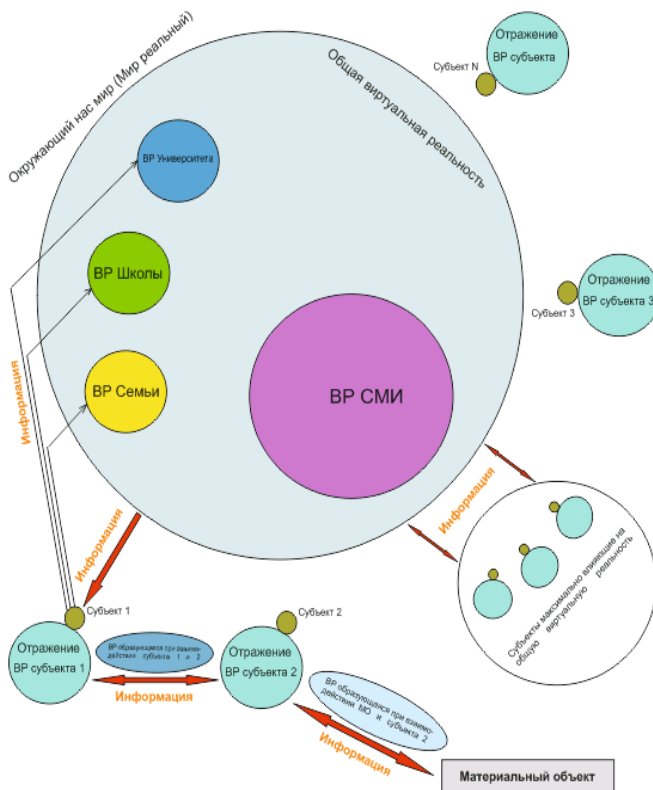 Отражение
ВР субъекта
Субъект N
Окружающий нас мир (Мир реальный)
Общая виртуальная реальность
ВР Университета
ВР Школы
Отражение
ВР субъекта 3
Субъект 3
ВР Семьи
ВР СМИ
Информация
Информация
Информация
Субъекты максимально влияющие на
общую виртуальную реальность
Субъект 1
Субъект 2
Отражение
ВР субъекта 1
ВР образующиеся при взаимо-
действии субъекта 1 и 2
Информация
Отражение
ВР субъекта 2
ВР образующаяся при взаимо-
действии МО и субъекта 2
Информация
Материальный объект